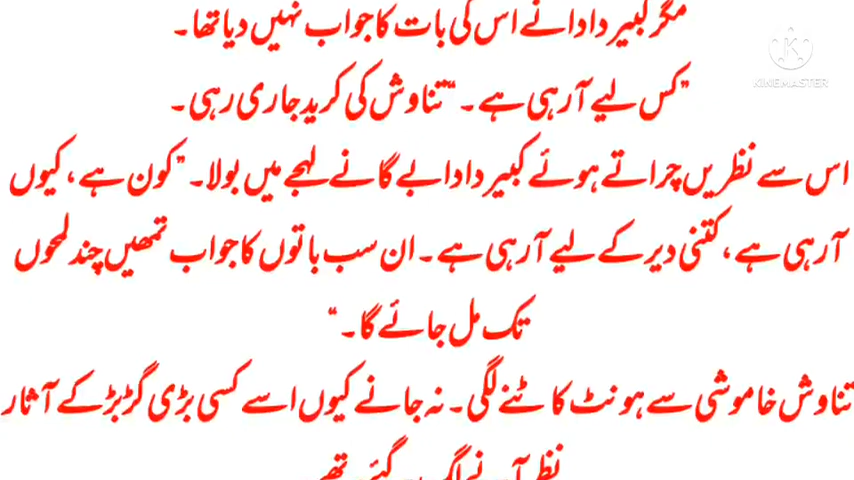 مگر کبیر دادا نے اس کی بات کا جواب نہیں دیا تھا۔
KINEMASTER
”کس لیے آرہی ہے۔“ تناوش کی کرید جاری رہی۔
اس سے نظریں چراتے ہوئے کبیر دادا بے گانے لہجے میں بولا۔”کون ہے، کیوں
آرہی ہے، کتنی دیر کے لیے آرہی ہے۔ ان سب باتوں کا جواب تمھیں چند لمحوں
تک مل جائے گا۔“
تناوش خاموشی سے ہونٹ کاٹنے لگی۔ نہ جانے کیوں اسے کسی بڑی گڑبڑ کے آثار
نظر آنے